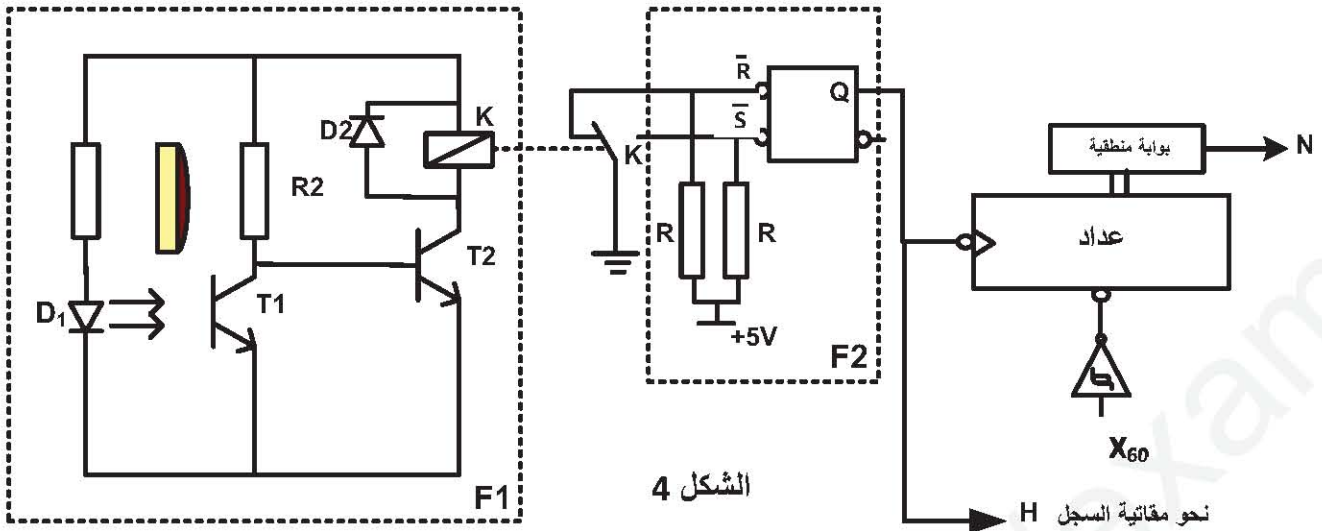 D₁
T1
R2
D2
K
T2
F1
K
R̅
S̅
Q
R
R
+5V
F2
بوابة منطقية
N
عداد
X₆₀
H نحو مقاتية السجل
الشكل 4